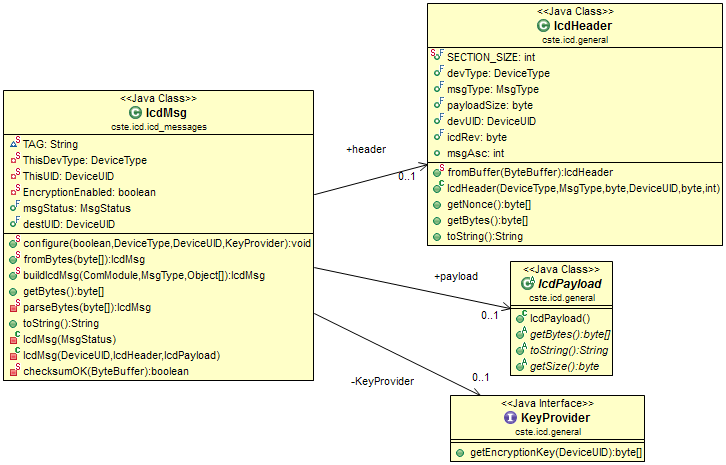 <<Java Class>>
IcdMsg
cste.icd.icd_messages
TAG: String
ThisDevType: DeviceType
ThisUID: DeviceUID
EncryptionEnabled: boolean
msgStatus: MsgStatus
destUID: DeviceUID
configure(boolean,DeviceType,DeviceUID,KeyProvider):void
fromBytes(byte[]):IcdMsg
buildIcdMsg(ComModule,MsgType,Object[]):IcdMsg
getBytes():byte[]
parseBytes(byte[]):IcdMsg
toString():String
IcdMsg(MsgStatus)
IcdMsg(DeviceUID,IcdHeader,IcdPayload)
checksumOK(ByteBuffer):boolean
+header
0..1
<<Java Class>>
IcdHeader
cste.icd.general
SECTION_SIZE: int
devType: DeviceType
msgType: MsgType
payloadSize: byte
devUID: DeviceUID
icdRev: byte
msgAsc: int
fromBuffer(ByteBuffer):IcdHeader
IcdHeader(DeviceType,MsgType,byte,DeviceUID,byte,int)
getNonce():byte[]
getBytes():byte[]
toString():String
+payload
0..1
<<Java Class>>
IcdPayload
cste.icd.general
IcdPayload()
getBytes():byte[]
toString():String
getSize():byte
-KeyProvider
0..1
<<Java Interface>>
KeyProvider
cste.icd.general
getEncryptionKey(DeviceUID):byte[]